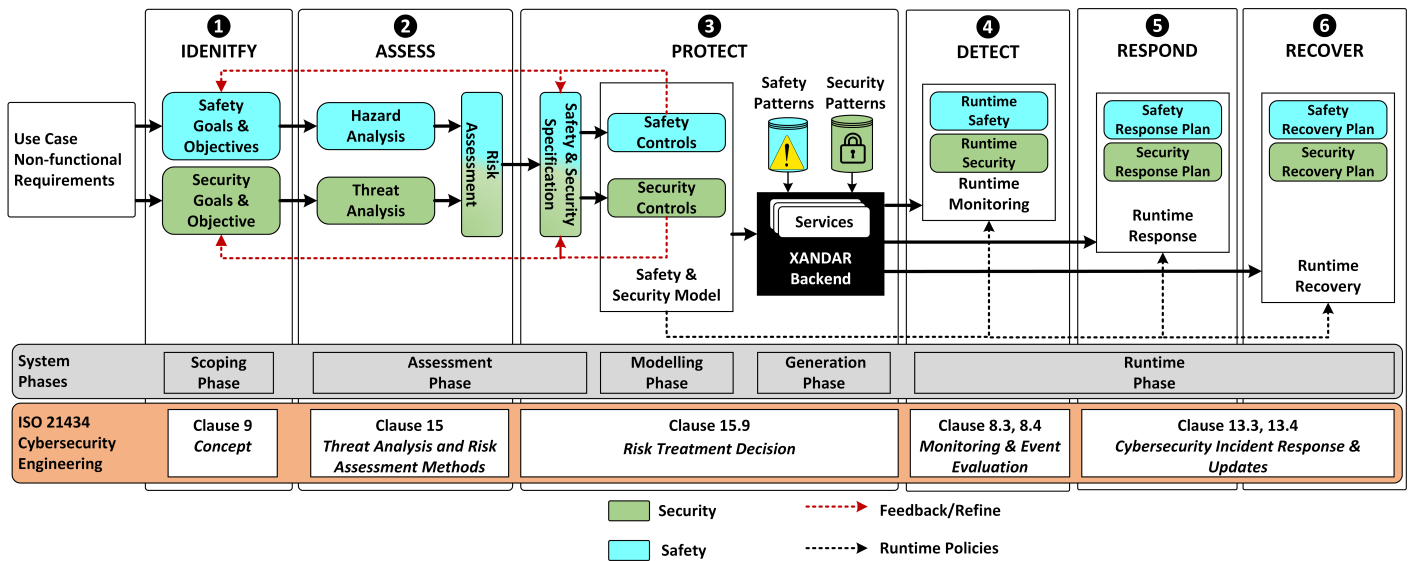 1
IDENITFY
2
ASSESS
3
PROTECT
4
DETECT
5
RESPOND
6
RECOVER
Use Case
Non-functional
Requirements
Safety
Goals &
Objectives
Security
Goals &
Objective
Hazard
Analysis
Threat
Analysis
Risk
Assessment
Safety & Security
Specification
Safety
Controls
Security
Controls
Safety &
Security Model
Safety
Patterns
Security
Patterns
Services
XANDAR
Backend
Runtime
Safety
Runtime
Security
Runtime
Monitoring
Safety
Response Plan
Security
Response Plan
Runtime
Response
Safety
Recovery Plan
Security
Recovery Plan
Runtime
Recovery
System
Phases
Scoping
Phase
Assessment
Phase
Modelling
Phase
Generation
Phase
Runtime
Phase
ISO 21434
Cybersecurity
Engineering
Clause 9
Concept
Clause 15
Threat Analysis and Risk
Assessment Methods
Clause 15.9
Risk Treatment Decision
Clause 8.3, 8.4
Monitoring & Event
Evaluation
Clause 13.3, 13.4
Cybersecurity Incident Response &
Updates
Security
Feedback/Refine
Safety
Runtime Policies